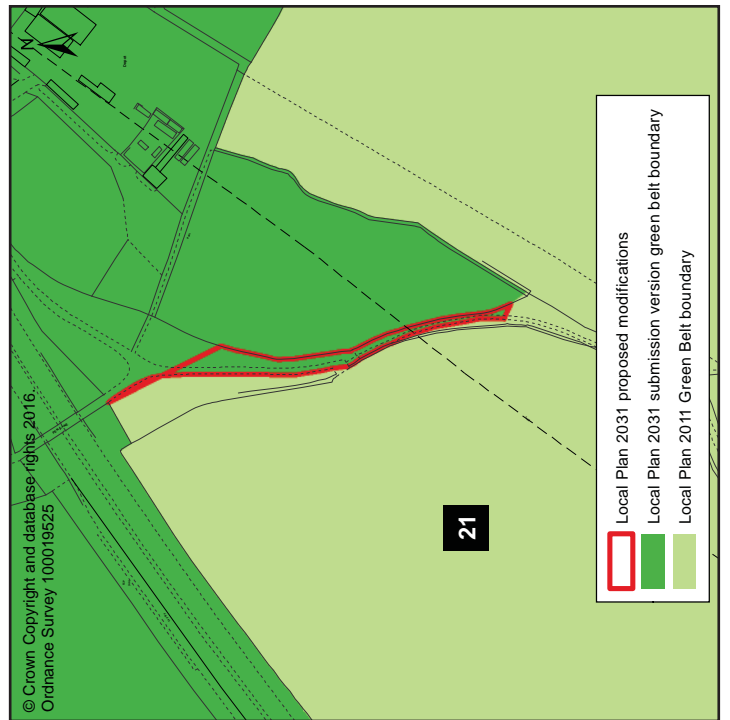 © Crown Copyright and database rights 2016.
Ordnance Survey 100019525
N
21
Local Plan 2031 proposed modifications
Local Plan 2031 submission version green belt boundary
Local Plan 2011 Green Belt boundary